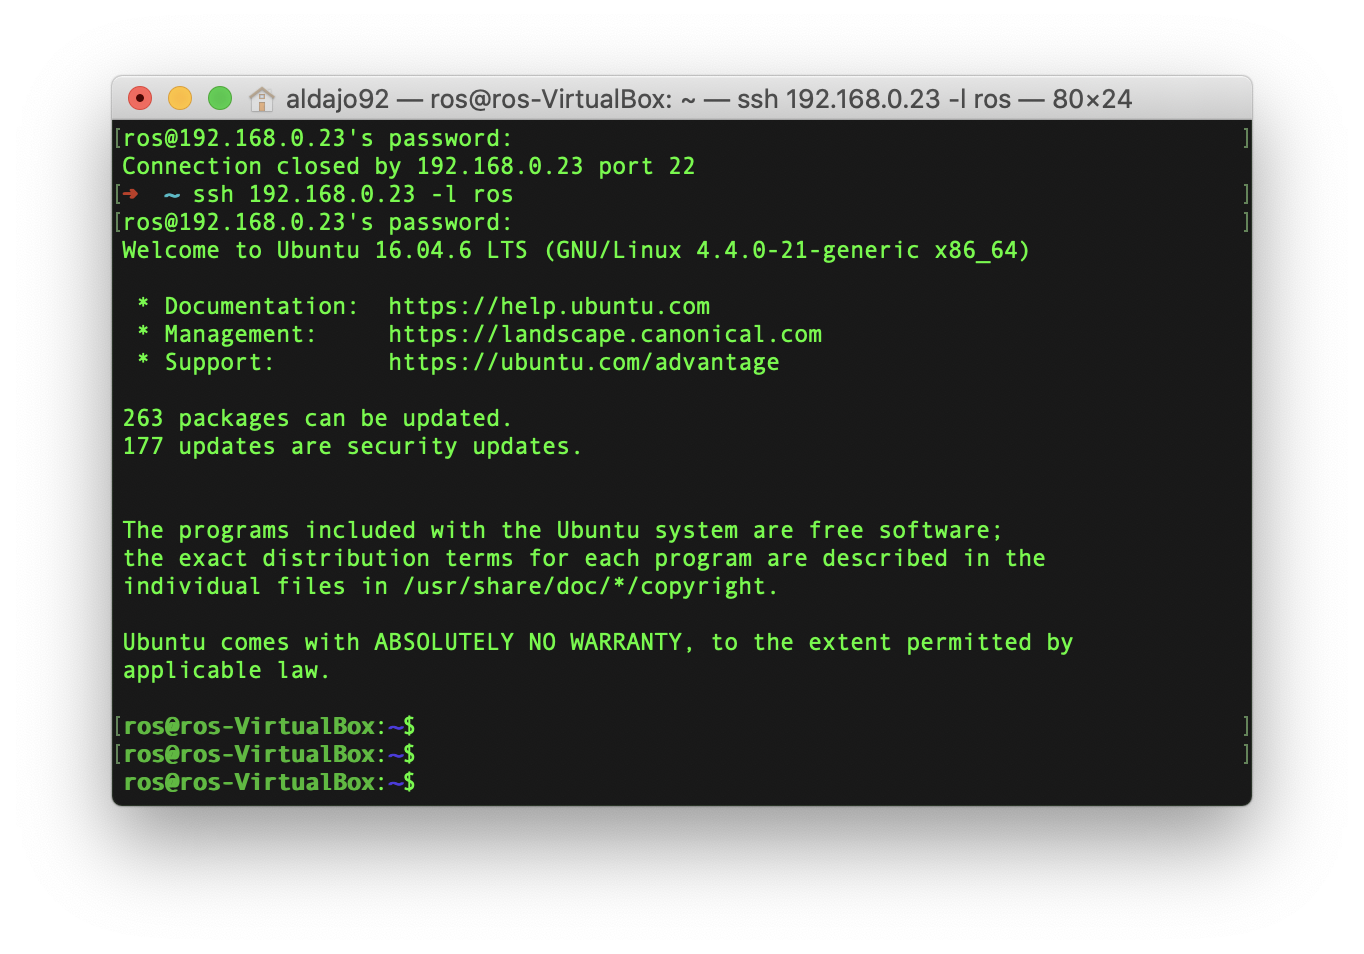 aldajo92 — ros@ros-VirtualBox: ~ — ssh 192.168.0.23 -l ros — 80×24
[ros@192.168.0.23's password: ]
Connection closed by 192.168.0.23 port 22
[➜  ~ ssh 192.168.0.23 -l ros ]
[ros@192.168.0.23's password: ]
Welcome to Ubuntu 16.04.6 LTS (GNU/Linux 4.4.0-21-generic x86_64)
* Documentation:  https://help.ubuntu.com
* Management:     https://landscape.canonical.com
* Support:        https://ubuntu.com/advantage
263 packages can be updated.
177 updates are security updates.
The programs included with the Ubuntu system are free software;
the exact distribution terms for each program are described in the
individual files in /usr/share/doc/*/copyright.
Ubuntu comes with ABSOLUTELY NO WARRANTY, to the extent permitted by
applicable law.
[ros@ros-VirtualBox:~$ ]
[ros@ros-VirtualBox:~$ ]
ros@ros-VirtualBox:~$